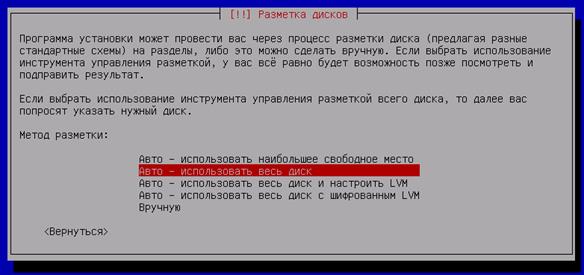 [!!] Разметка дисков
Программа установки может провести вас через процесс разметки диска (предлагая разные
стандартные схемы) на разделы, либо это можно сделать вручную. Если выбрать использование
инструмента управления разметкой, у вас всё равно будет возможность позже посмотреть и
подправить результат.
Если выбрать использование инструмента управления разметкой всего диска, то далее вас
попросят указать нужный диск.
Метод разметки:
Авто - использовать наибольшее свободное место
Авто - использовать весь диск
Авто - использовать весь диск и настроить LVM
Авто - использовать весь диск с шифрованным LVM
Вручную
<Вернуться>